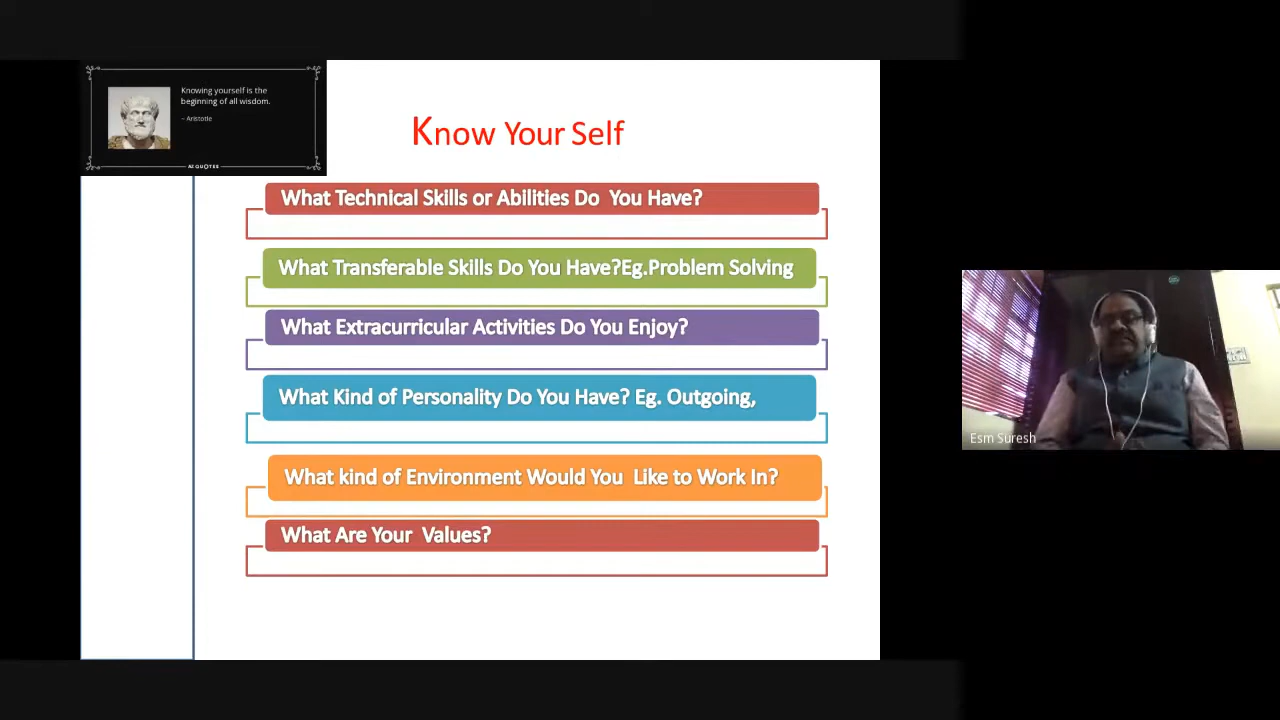 Knowing yourself is the
beginning of all wisdom.
– Aristotle
AZ QUOTES
Know Your Self
What Technical Skills or Abilities Do You Have?
What Transferable Skills Do You Have?Eg.Problem Solving
What Extracurricular Activities Do You Enjoy?
What Kind of Personality Do You Have? Eg. Outgoing,
What kind of Environment Would You Like to Work In?
What Are Your Values?
Esm Suresh